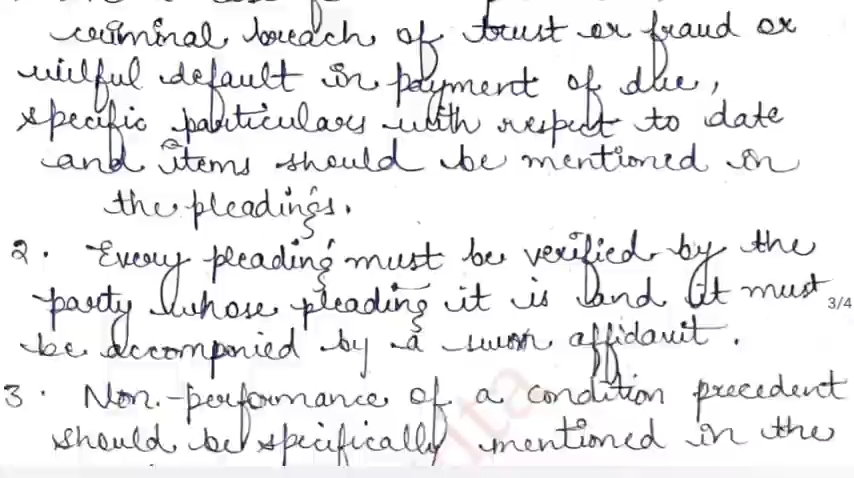 criminal breach of trust or fraud or
wilful default in payment of due,
specific particulars with respect to date
and items should be mentioned in
the pleadings.
2. Every pleading must be verified by the
party whose pleading it is and it must
3/4
be accompnied by a sworn affidavit.
3. Non-performance of a condition precedent
should be specifically mentioned in the